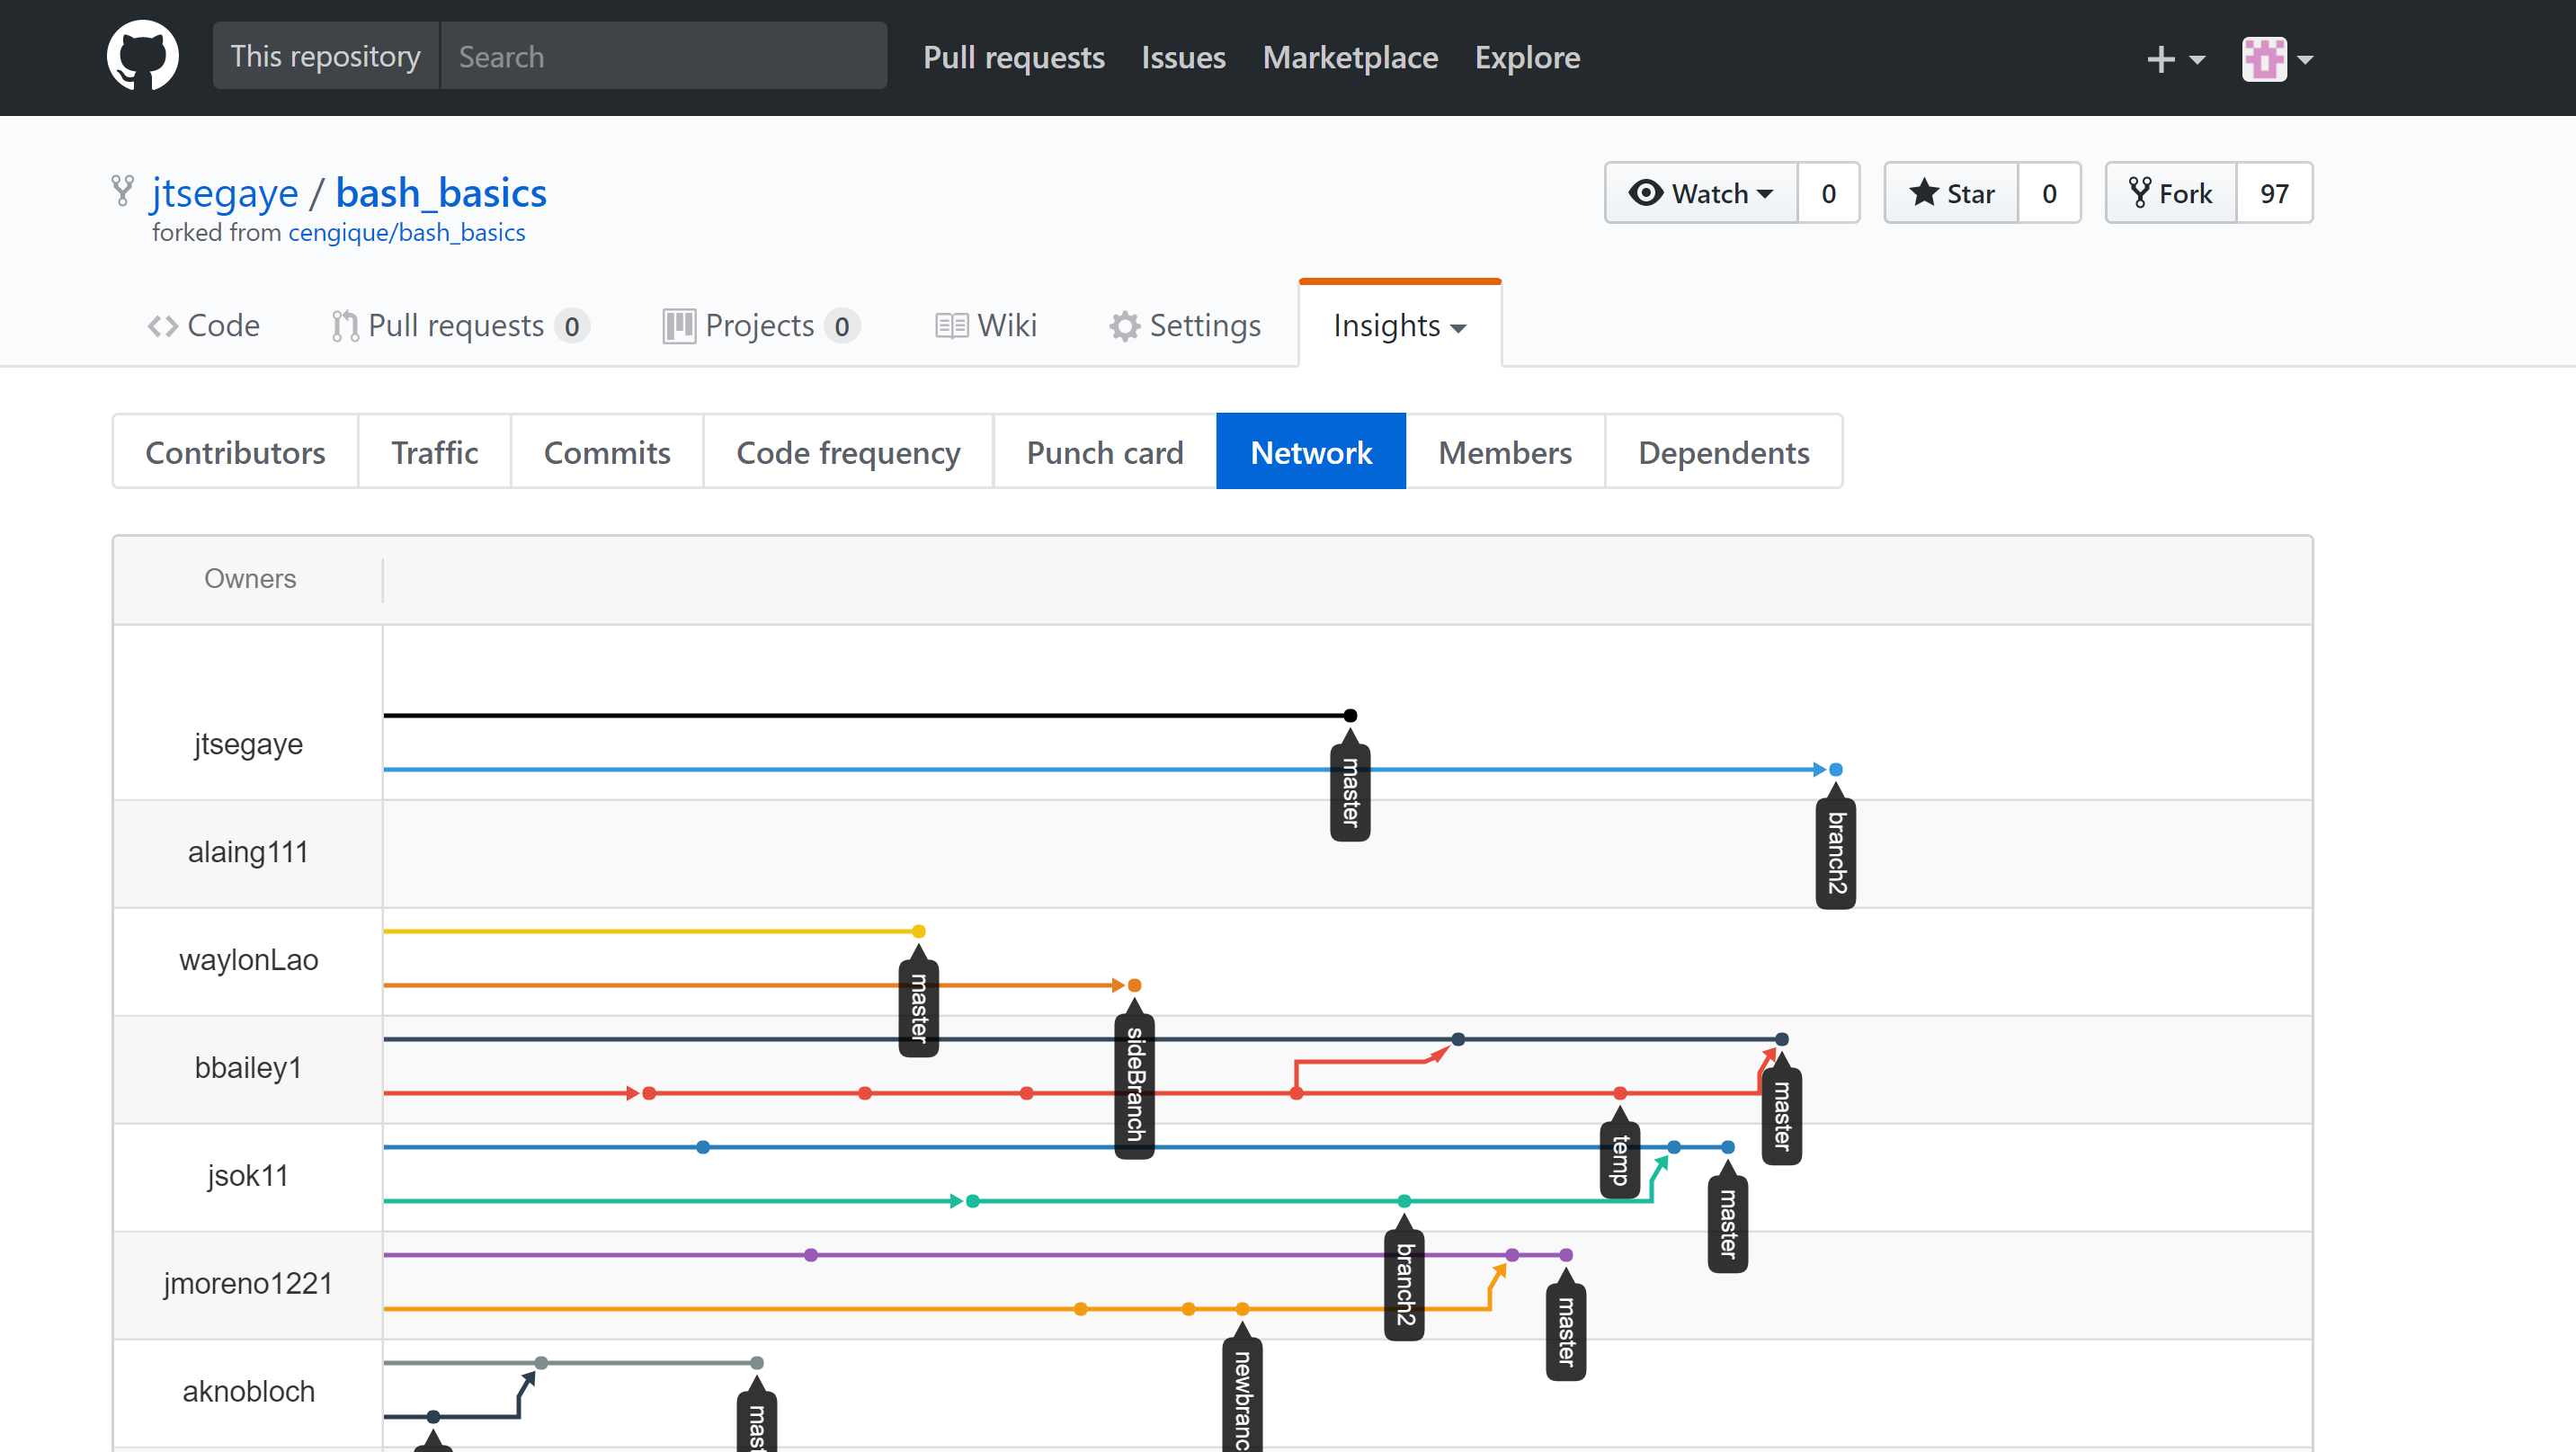 This repository Search Pull requests Issues Marketplace Explore
jtsegaye / bash_basics
forked from cengique/bash_basics
Watch 0 Star 0 Fork 97
Code Pull requests 0 Projects 0 Wiki Settings Insights
Contributors Traffic Commits Code frequency Punch card Network Members Dependents
Owners
jtsegaye
master
branch2
alaing111
waylonLao
master
sideBranch
bbailey1
temp
master
jsok11
branch2
master
jmoreno1221
newbranc
master
aknobloch
mast